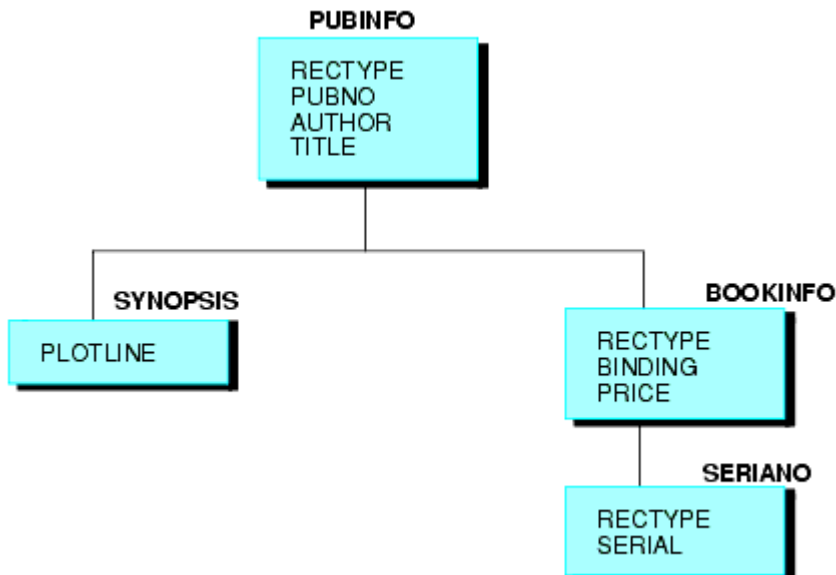 PUBINFO
RECTYPE
PUBNO
AUTHOR
TITLE
SYNOPSIS
PLOTLINE
BOOKINFO
RECTYPE
BINDING
PRICE
SERIANO
RECTYPE
SERIAL